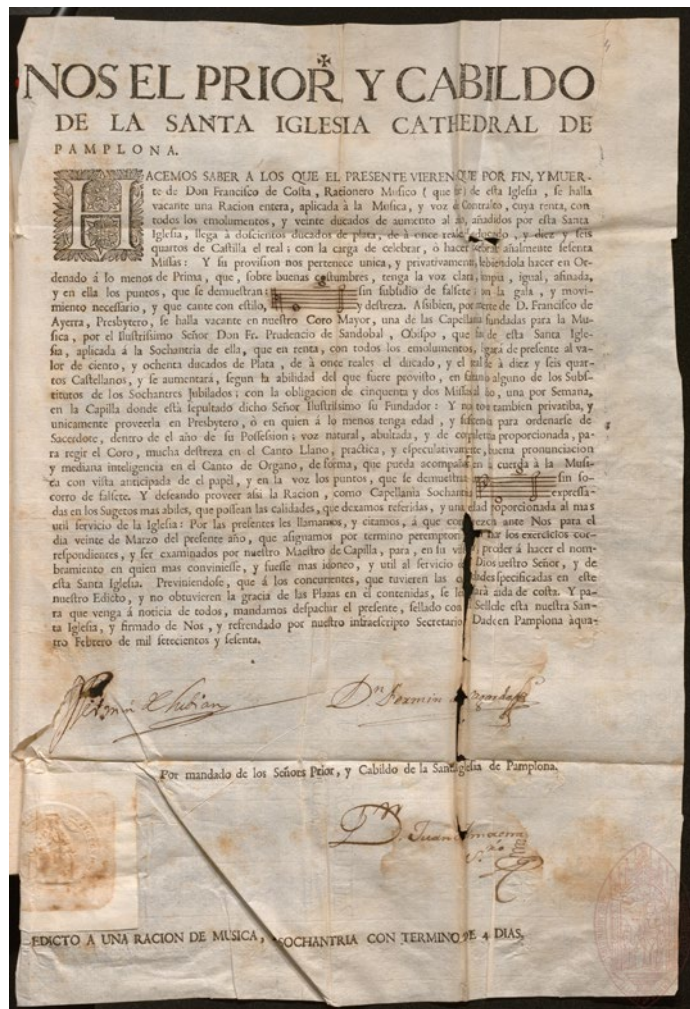 NOS EL PRIOR Y CABILDO
DE LA SANTA IGLESIA CATHEDRAL DE
PAMPLONA.
HACEMOS SABER A LOS QUE EL PRESENTE VIEREN QUE POR FIN, Y MUER-
te de Don Francisco de Costa, Racionero Musico ( que de esta Iglesia, se halla
vacante una Racion entera, aplicada à la Musica, y voz de Contralto, cuya renta, con
todos los emolumentos, y veinte ducados de aumento al añadidos por esta Santa
Iglesia, llega à doscientos ducados de plata, de à once reales ducado, y diez y seis
quartos de Castilla el real; con la carga de celebrar, ò hacer celebrar añalmente sesenta
Missas: Y su provision nos pertenece unica, y privativamente, debiendola hacer en Or-
denado à lo menos de Prima, que, sobre buenas costumbres, tenga la voz clara, limpia, igual, afinada,
y en ella los puntos, que se demuestran: sin subsidio de falsete; con la gala, y movi-
miento necessario, y que cante con estilo, y destreza. Assibien, por muerte de D. Francisco de
Ayerra, Presbytero, se halla vacante en nuestro Coro Mayor, una de las Capellanias fundadas para la Mu-
sica, por el Ilustrissimo Señor Don Fr. Prudencio de Sandobal, Obispo, que de esta Santa Igle-
sia, aplicada à la Sochantria de ella, que en renta, con todos los emolumentos, llegará de presente al va-
lor de ciento, y ochenta ducados de Plata, de à once reales el ducado, y el real de à diez y seis quar-
tos Castellanos, y se aumentará, segun la abilidad del que fuere provisto, en faltando alguno de los Subs-
titutos de los Sochantres Jubilados; con la obligacion de cinquenta y dos Missas al año, una por Semana,
en la Capilla donde està sepultado dicho Señor Ilustrissimo su Fundador: Y nos toca tambien privatiba, y
unicamente proveerla en Presbytero, ò en quien á lo menos tenga edad, y suficiencia para ordenarse de
Sacerdote, dentro el año de su Possession; voz natural, abultada, y de corpulencia proporcionada, pa-
ra regir el Coro, mucha destreza en el Canto Llano, practica, y especulativamente, buena pronunciacion
y mediana inteligencia en el Canto de Organo, de forma, que pueda acompañar en cuerda à la Musi-
ca con vista anticipada de el papel, y en la voz los puntos, que se demuestran sin so-
corro de falsete. Y deseando proveer assi la Racion, como Capellania Sochantria expressa-
das en los Sugetos mas abiles, que possean las calidades, que dexamos referidas, y una edad proporcionada al mas
util servicio de la Iglesia: Por las presentes les llamamos, y citamos, á que comparezcan ante Nos para el
dia veinte de Marzo del presente año, que asignamos por termino peremptorio los exercicios cor-
respondientes, y ser examinados por nuestro Maestro de Capilla, para, en su vista, proceder á hacer el nom-
bramiento en quien mas conviniesse, y fuesse mas idoneo, y util al servicio de Dios nuestro Señor, y de
esta Santa Iglesia. Previniendose, que á los concurrentes, que tuvieren las calidades especificadas en este
nuestro Edicto, y no obtuvieren la gracia de las Plazas en el contenidas, se les dará aida de costa. Y pa-
ra que venga á noticia de todos, mandamos despachar el presente, sellado con Selle de esta nuestra San-
ta Iglesia, y firmado de Nos, y refrendado por nuestro infraescripto Secretario. Dado en Pamplona à qua-
tro Febrero de mil setecientos y sesenta.
Dn Fermin
Por mandado de los Señores Prior, y Cabildo de la Santa Iglesia de Pamplona.
D. Juan
EDICTO A UNA RACION DE MUSICA, SOCHANTRIA CON TERMINO DE 4 DIAS.